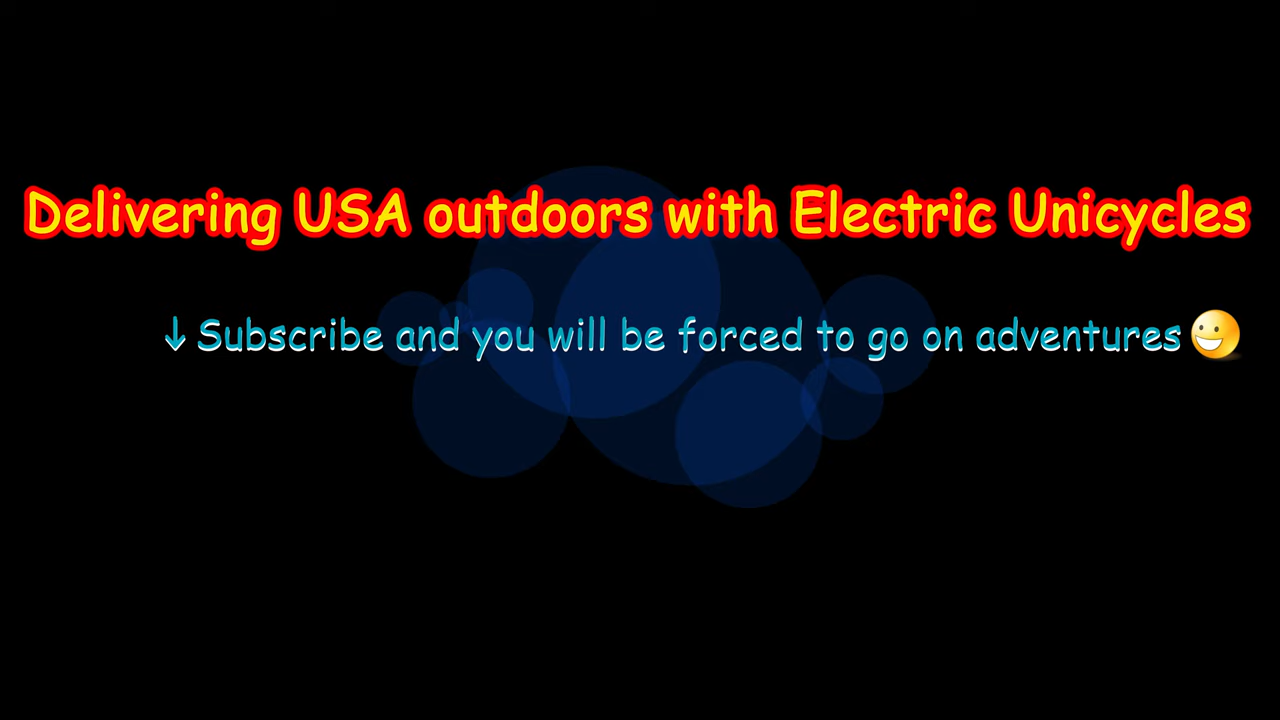 Delivering USA outdoors with Electric Unicycles
↓ Subscribe and you will be forced to go on adventures 😀